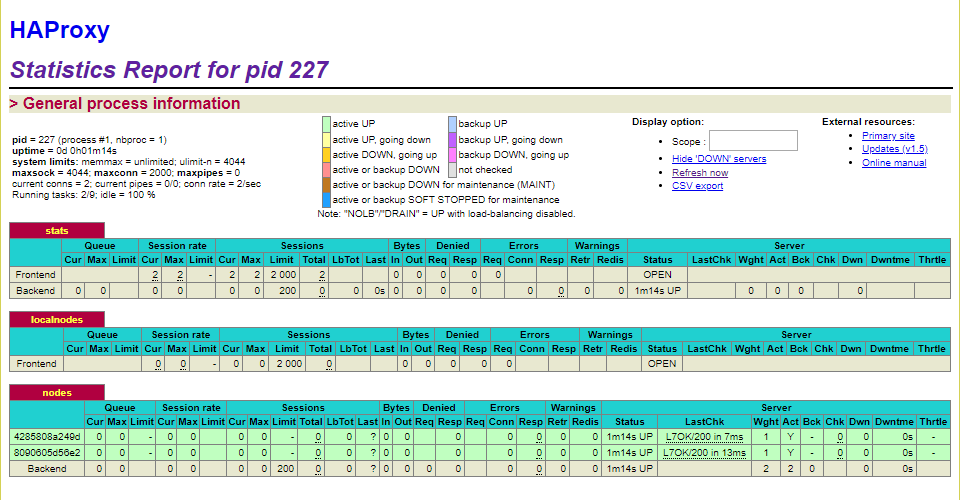 HAProxy
Statistics Report for pid 227
> General process information
pid = 227 (process #1, nbproc = 1)
uptime = 0d 0h01m14s
system limits: memmax = unlimited; ulimit-n = 4044
maxsock = 4044; maxconn = 2000; maxpipes = 0
current conns = 2; current pipes = 0/0; conn rate = 2/sec
Running tasks: 2/9; idle = 100 %
active UP backup UP
active UP, going down backup UP, going down
active DOWN, going up backup DOWN, going up
active or backup DOWN not checked
active or backup DOWN for maintenance (MAINT)
active or backup SOFT STOPPED for maintenance
Note: "NOLB"/"DRAIN" = UP with load-balancing disabled.
Display option:
• Scope :
• Hide 'DOWN' servers
• Refresh now
• CSV export
External resources:
• Primary site
• Updates (v1.5)
• Online manual
stats
Queue Session rate Sessions Bytes Denied Errors Warnings Server
Cur Max Limit Cur Max Limit Cur Max Limit Total LbTot Last In Out Req Resp Req Conn Resp Retr Redis Status LastChk Wght Act Bck Chk Dwn Dwntme Thrtle
Frontend 2 2 - 2 2 2 000 2 0 0 0 0 0 OPEN
Backend 0 0 0 0 0 0 200 0 0 0s 0 0 0 0 0 0 0 0 1m14s UP 0 0 0 0
localnodes
Queue Session rate Sessions Bytes Denied Errors Warnings Server
Cur Max Limit Cur Max Limit Cur Max Limit Total LbTot Last In Out Req Resp Req Conn Resp Retr Redis Status LastChk Wght Act Bck Chk Dwn Dwntme Thrtle
Frontend 0 0 - 0 0 2 000 0 0 0 0 0 0 OPEN
nodes
Queue Session rate Sessions Bytes Denied Errors Warnings Server
Cur Max Limit Cur Max Limit Cur Max Limit Total LbTot Last In Out Req Resp Req Conn Resp Retr Redis Status LastChk Wght Act Bck Chk Dwn Dwntme Thrtle
4285808a249d 0 0 - 0 0 0 0 - 0 0 ? 0 0 0 0 0 0 0 1m14s UP L7OK/200 in 7ms 1 Y - 0 0 0s -
8090605d56e2 0 0 - 0 0 0 0 - 0 0 ? 0 0 0 0 0 0 0 1m14s UP L7OK/200 in 13ms 1 Y - 0 0 0s -
Backend 0 0 0 0 0 0 200 0 0 ? 0 0 0 0 0 0 0 0 1m14s UP 2 2 0 0 0s